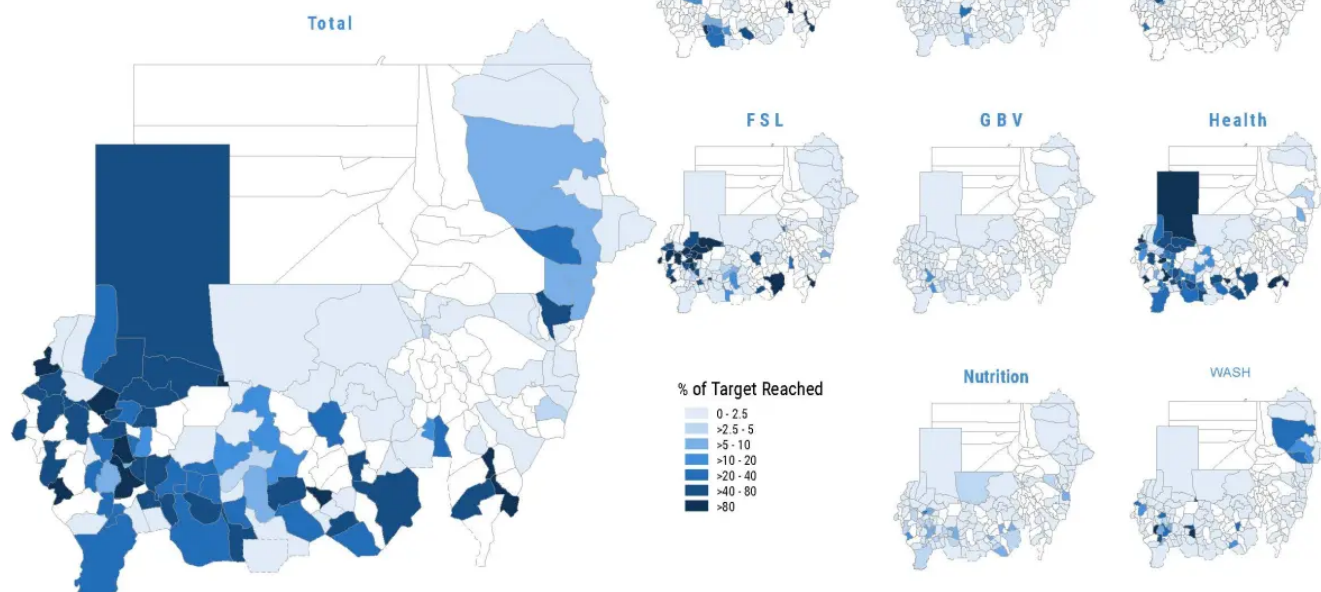 Total
FSL
GBV
Health
% of Target Reached
0 - 2.5
>2.5 - 5
>5 - 10
>10 - 20
>20 - 40
>40 - 80
>80
Nutrition
WASH